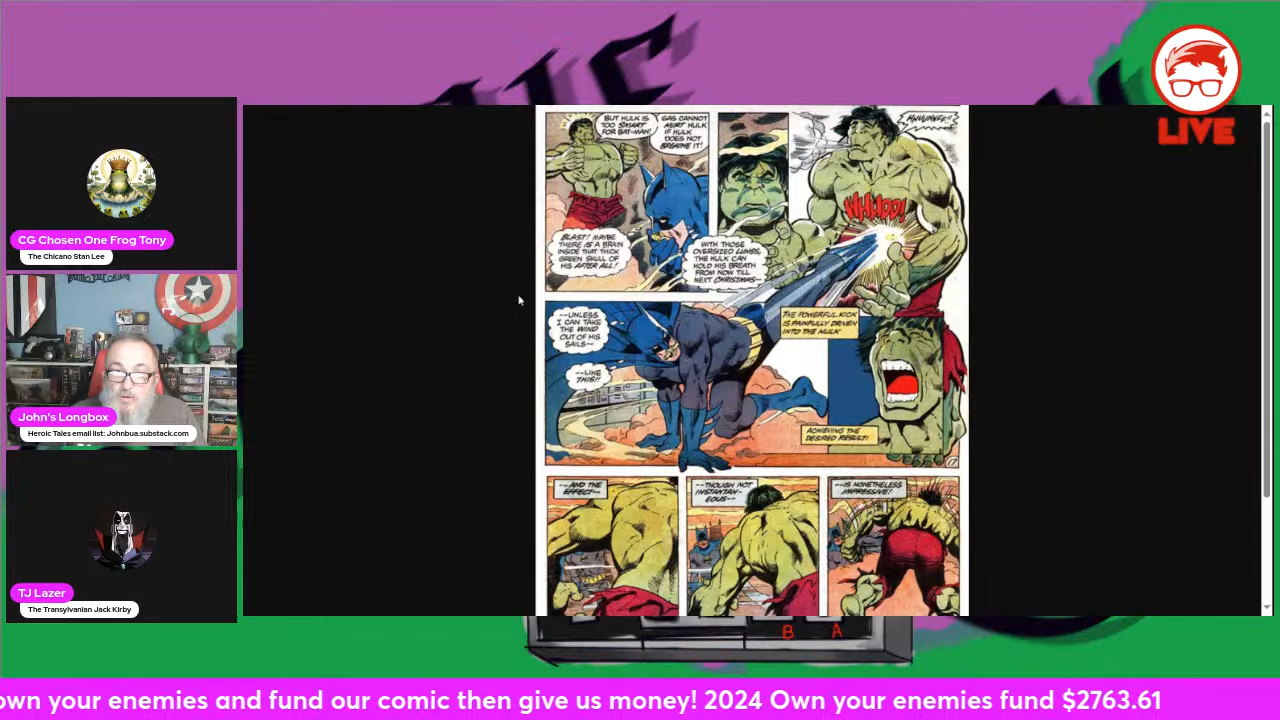 LIVE
CG Chosen One Frog Tony
The Chicano Stan Lee
John's Longbox
Heroic Tales email list: Johnbua.substack.com
TJ Lazer
The Transylvanian Jack Kirby
BUT HULK IS
TOO SMART
FOR BAT-MAN!
GAS CANNOT
HURT HULK
IF HULK
DOES NOT
BREATHE IT!
BLAST! MAYBE
THERE IS A BRAIN
INSIDE THAT THICK
GREEN SKULL OF
HIS AFTER ALL!
WITH THOSE
OVERSIZED LUNGS,
THE HULK CAN
HOLD HIS BREATH
FROM NOW TILL
NEXT CHRISTMAS--
WHUDD!
--UNLESS
I CAN TAKE
THE WIND
OUT OF HIS
SAILS--
--LIKE
THIS!!
THE POWERFUL KICK
IS PAINFULLY DRIVEN
INTO THE HULK
ACHIEVING THE
DESIRED RESULT!
17
--AND THE
EFFECT--
--THOUGH NOT
INSTANTAN-
EOUS--
--IS NONETHELESS
IMPRESSIVE!
B A
own your enemies and fund our comic then give us money! 2024 Own your enemies fund $2763.61